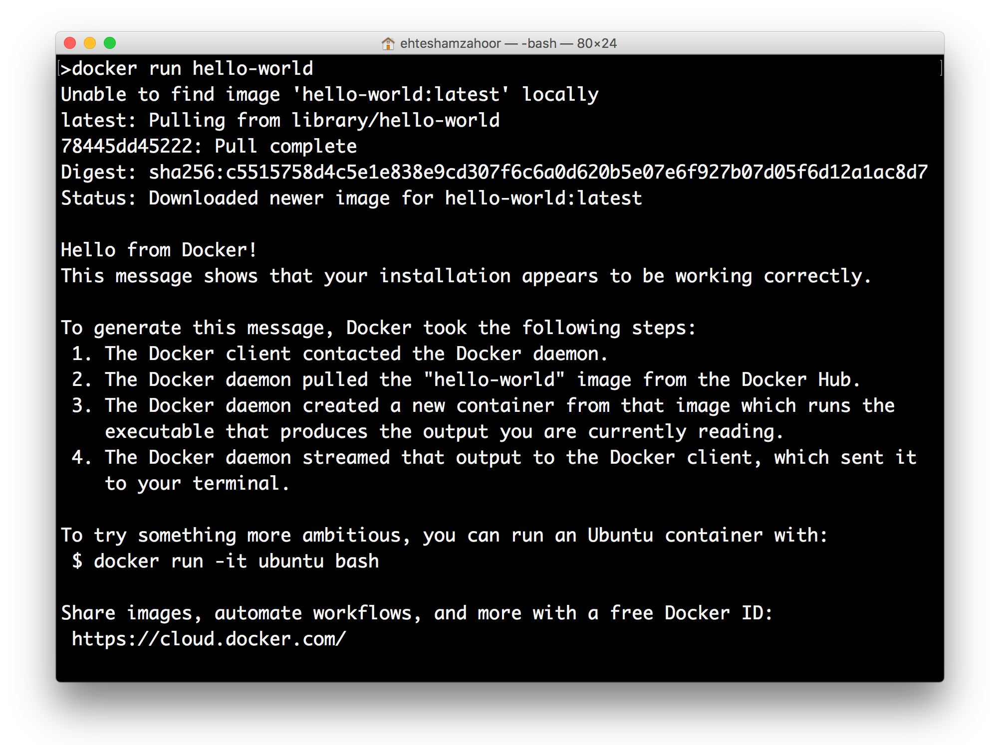 ehteshamzahoor — -bash — 80×24
[>docker run hello-world ]
Unable to find image 'hello-world:latest' locally
latest: Pulling from library/hello-world
78445dd45222: Pull complete
Digest: sha256:c5515758d4c5e1e838e9cd307f6c6a0d620b5e07e6f927b07d05f6d12a1ac8d7
Status: Downloaded newer image for hello-world:latest

Hello from Docker!
This message shows that your installation appears to be working correctly.

To generate this message, Docker took the following steps:
 1. The Docker client contacted the Docker daemon.
 2. The Docker daemon pulled the "hello-world" image from the Docker Hub.
 3. The Docker daemon created a new container from that image which runs the
    executable that produces the output you are currently reading.
 4. The Docker daemon streamed that output to the Docker client, which sent it
    to your terminal.

To try something more ambitious, you can run an Ubuntu container with:
 $ docker run -it ubuntu bash

Share images, automate workflows, and more with a free Docker ID:
 https://cloud.docker.com/